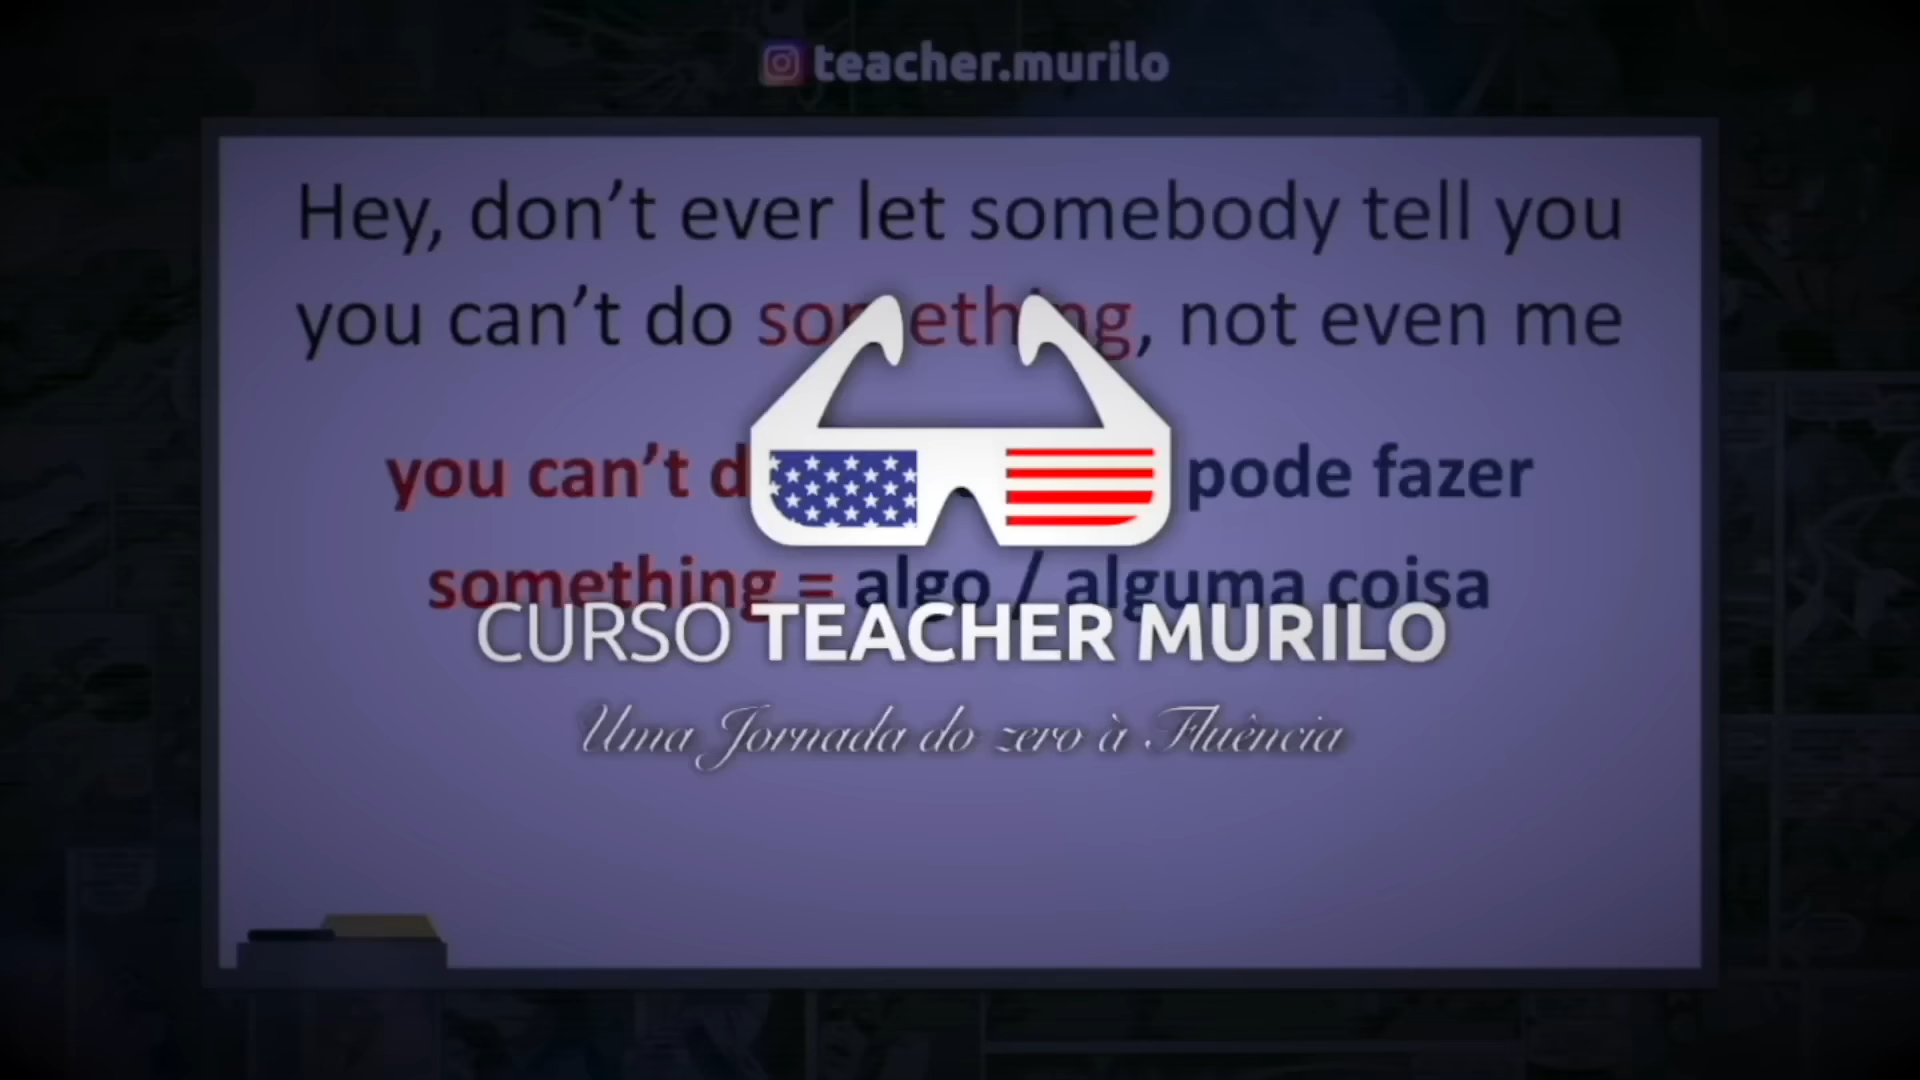 teacher.murilo
Hey, don't ever let somebody tell you
you can't do something, not even me
you can't d pode fazer
something = algo / alguma coisa
CURSO TEACHER MURILO
Uma Jornada do zero à Fluência